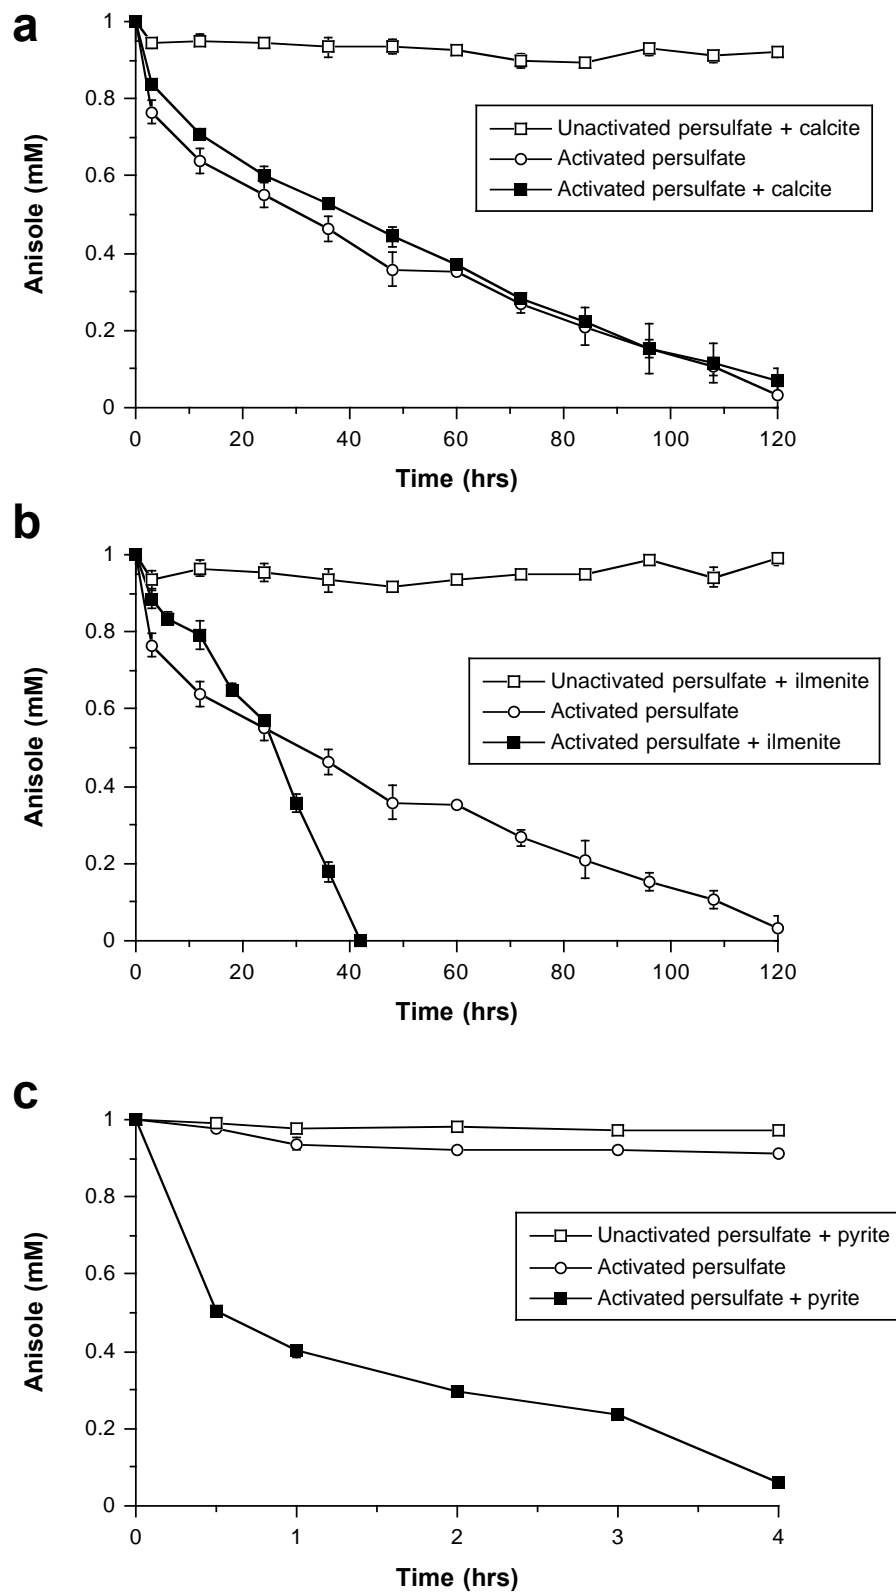 a
1
0.8
0.6
0.4
0.2
0
Anisole (mM)
Unactivated persulfate + calcite
Activated persulfate
Activated persulfate + calcite
0 20 40 60 80 100 120
Time (hrs)
b
1
0.8
0.6
0.4
0.2
0
Anisole (mM)
Unactivated persulfate + ilmenite
Activated persulfate
Activated persulfate + ilmenite
0 20 40 60 80 100 120
Time (hrs)
c
1
0.8
0.6
0.4
0.2
0
Anisole (mM)
Unactivated persulfate + pyrite
Activated persulfate
Activated persulfate + pyrite
0 1 2 3 4
Time (hrs)